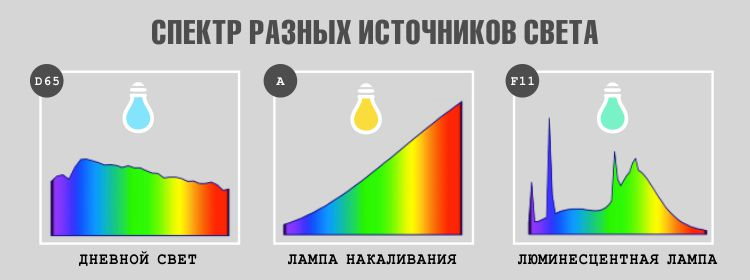 СПЕКТР РАЗНЫХ ИСТОЧНИКОВ СВЕТА
D65
A
F11
ДНЕВНОЙ СВЕТ
ЛАМПА НАКАЛИВАНИЯ
ЛЮМИНЕСЦЕНТНАЯ ЛАМПА